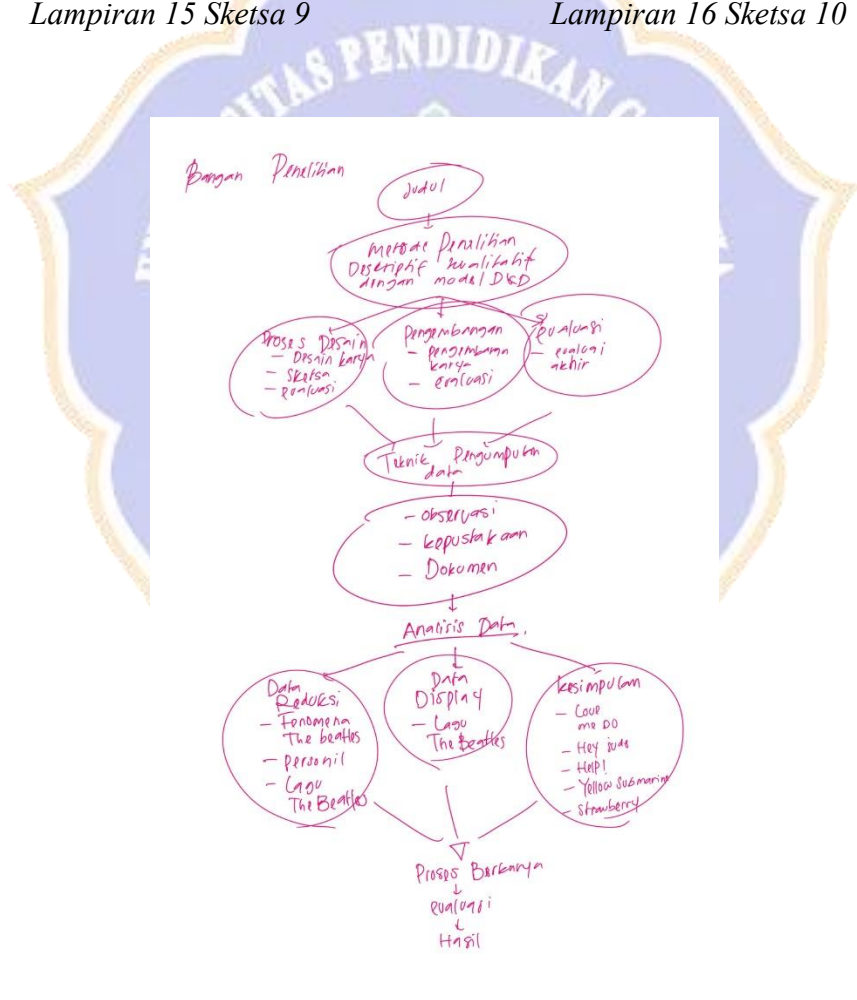 Lampiran 15 Sketsa 9
Lampiran 16 Sketsa 10
TAS PENDIDIKAN G
Bangan Penelitian
Judul
Metode Penelitian
Deskriptif kualitatif
dengan model D&D
Proses Desain
- Desain karya
- Sketsa
- evaluasi
Pengembangan
- pengembangan
karya
- evaluasi
evaluasi
- evaluasi
akhir
Teknik Pengumpulan
data
- observasi
- kepustakaan
- Dokumen
Analisis Data.
Data
Reduksi
- Fenomena
The beatles
- personil
- Lagu
The Beatles
Data
Display
- Lagu
The Beatles
kesimpulan
- Love
me DO
- Hey jude
- Help!
- Yellow Submarine
- Strawberry
Proses Berkarya
evaluasi
Hasil